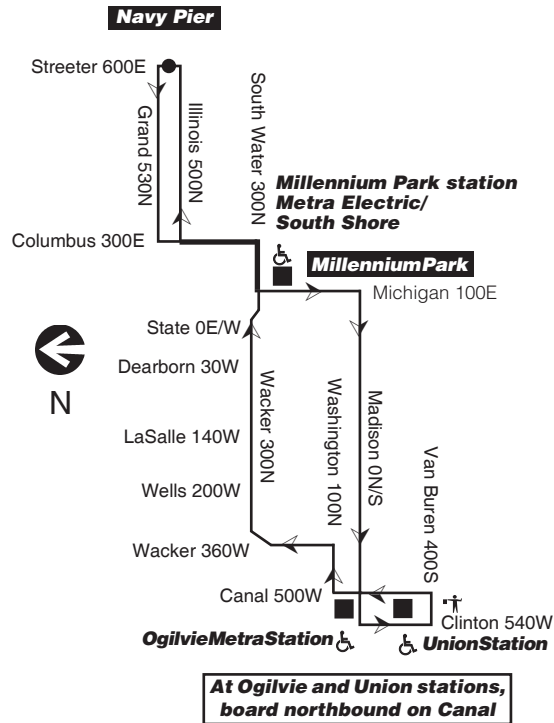 Navy Pier
Streeter 600E
Grand 530N
Illinois 500N
South Water 300N
Millennium Park station
Metra Electric/
South Shore
Columbus 300E
MillenniumPark
Michigan 100E
State 0E/W
Dearborn 30W
N
LaSalle 140W
Wells 200W
Wacker 300N
Washington 100N
Madison 0N/S
Van Buren 400S
Wacker 360W
Canal 500W
Clinton 540W
OgilvieMetraStation
UnionStation
At Ogilvie and Union stations,
board northbound on Canal